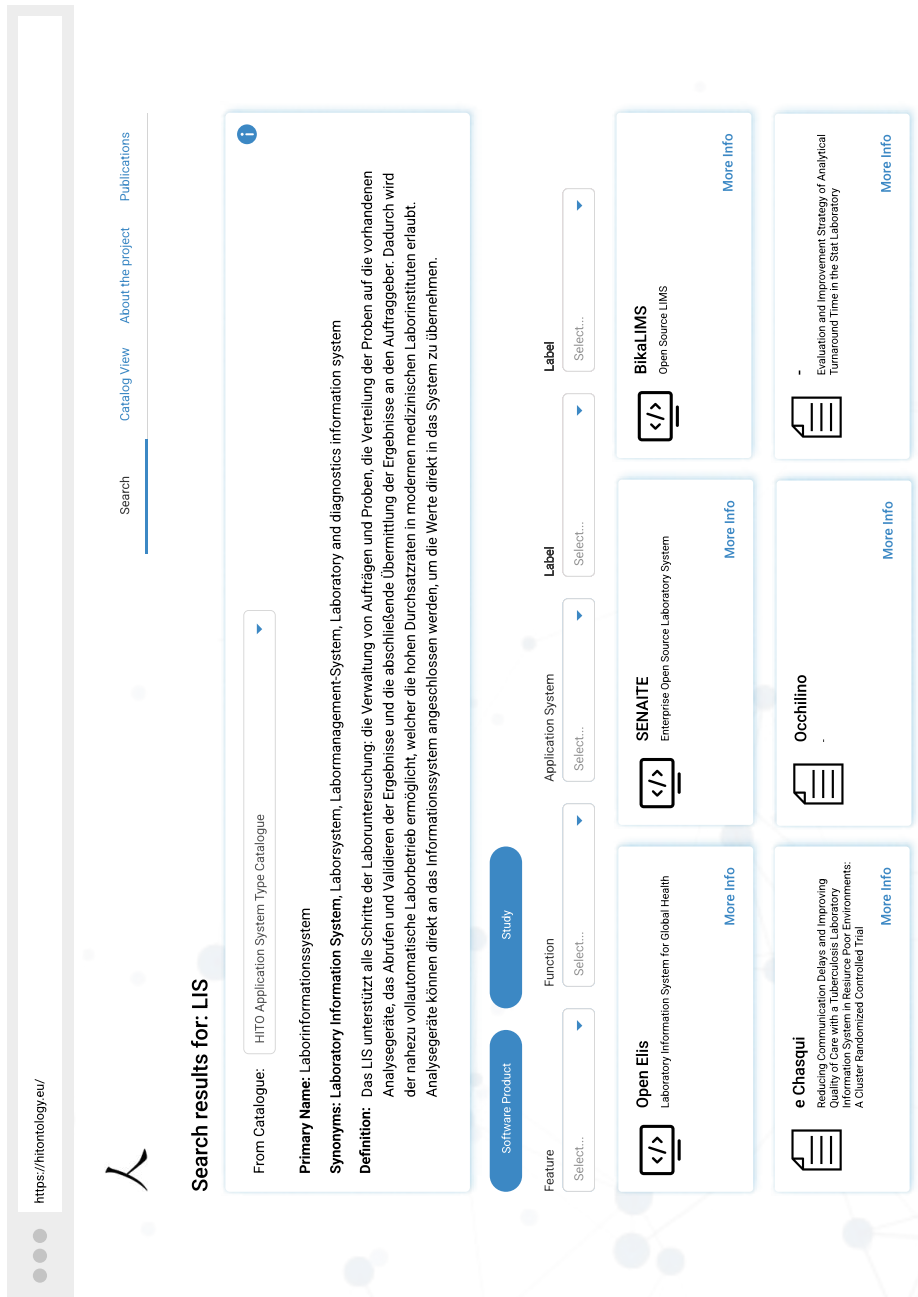 https://hitontology.eu/
Search
Catalog View
About the project
Publications
Search results for: LIS
From Catalogue:
HITO Application System Type Catalogue
i
Primary Name: Laborinformationssystem
Synonyms: Laboratory Information System, Laborsystem, Labormanagement-System, Laboratory and diagnostics information system
Definition: Das LIS unterstützt alle Schritte der Laboruntersuchung: die Verwaltung von Aufträgen und Proben, die Verteilung der Proben auf die vorhandenen
Analysegeräte, das Abrufen und Validieren der Ergebnisse und die abschließende Übermittlung der Ergebnisse an den Auftraggeber. Dadurch wird
der nahezu vollautomatische Laborbetrieb ermöglicht, welcher die hohen Durchsatzraten in modernen medizinischen Laborinstituten erlaubt.
Analysegeräte können direkt an das Informationssystem angeschlossen werden, um die Werte direkt in das System zu übernehmen.
Software Product
Study
Feature
Select...
Function
Select...
Application System
Select...
Label
Select...
Label
Select...
</>
Open Elis
Laboratory Information System for Global Health
More Info
</>
SENAITE
Enterprise Open Source Laboratory System
More Info
</>
BikaLIMS
Open Source LIMS
More Info
e Chasqui
Reducing Communication Delays and Improving
Quality of Care with a Tuberculosis Laboratory
Information System in Resource Poor Environments:
A Cluster Randomized Controlled Trial
More Info
Occhilino
-
More Info
-
Evaluation and Improvement Strategy of Analytical
Turnaround Time in the Stat Laboratory
More Info